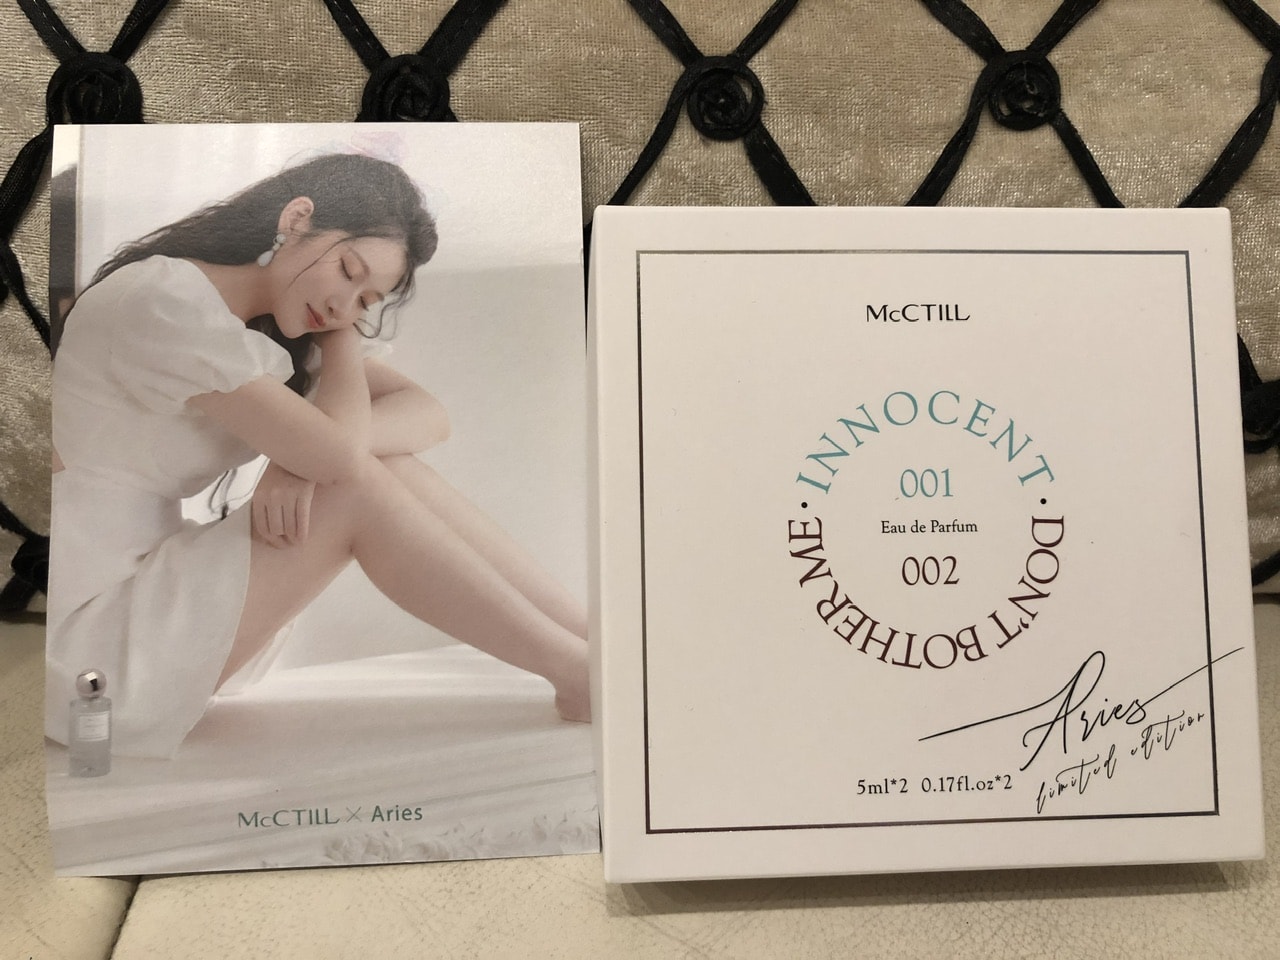 McCTILL × Aries
McCTILL
INNOCENT · DON'T BOTHER ME ·
001
Eau de Parfum
002
Aries
limited edition
5ml*2 0.17fl.oz*2